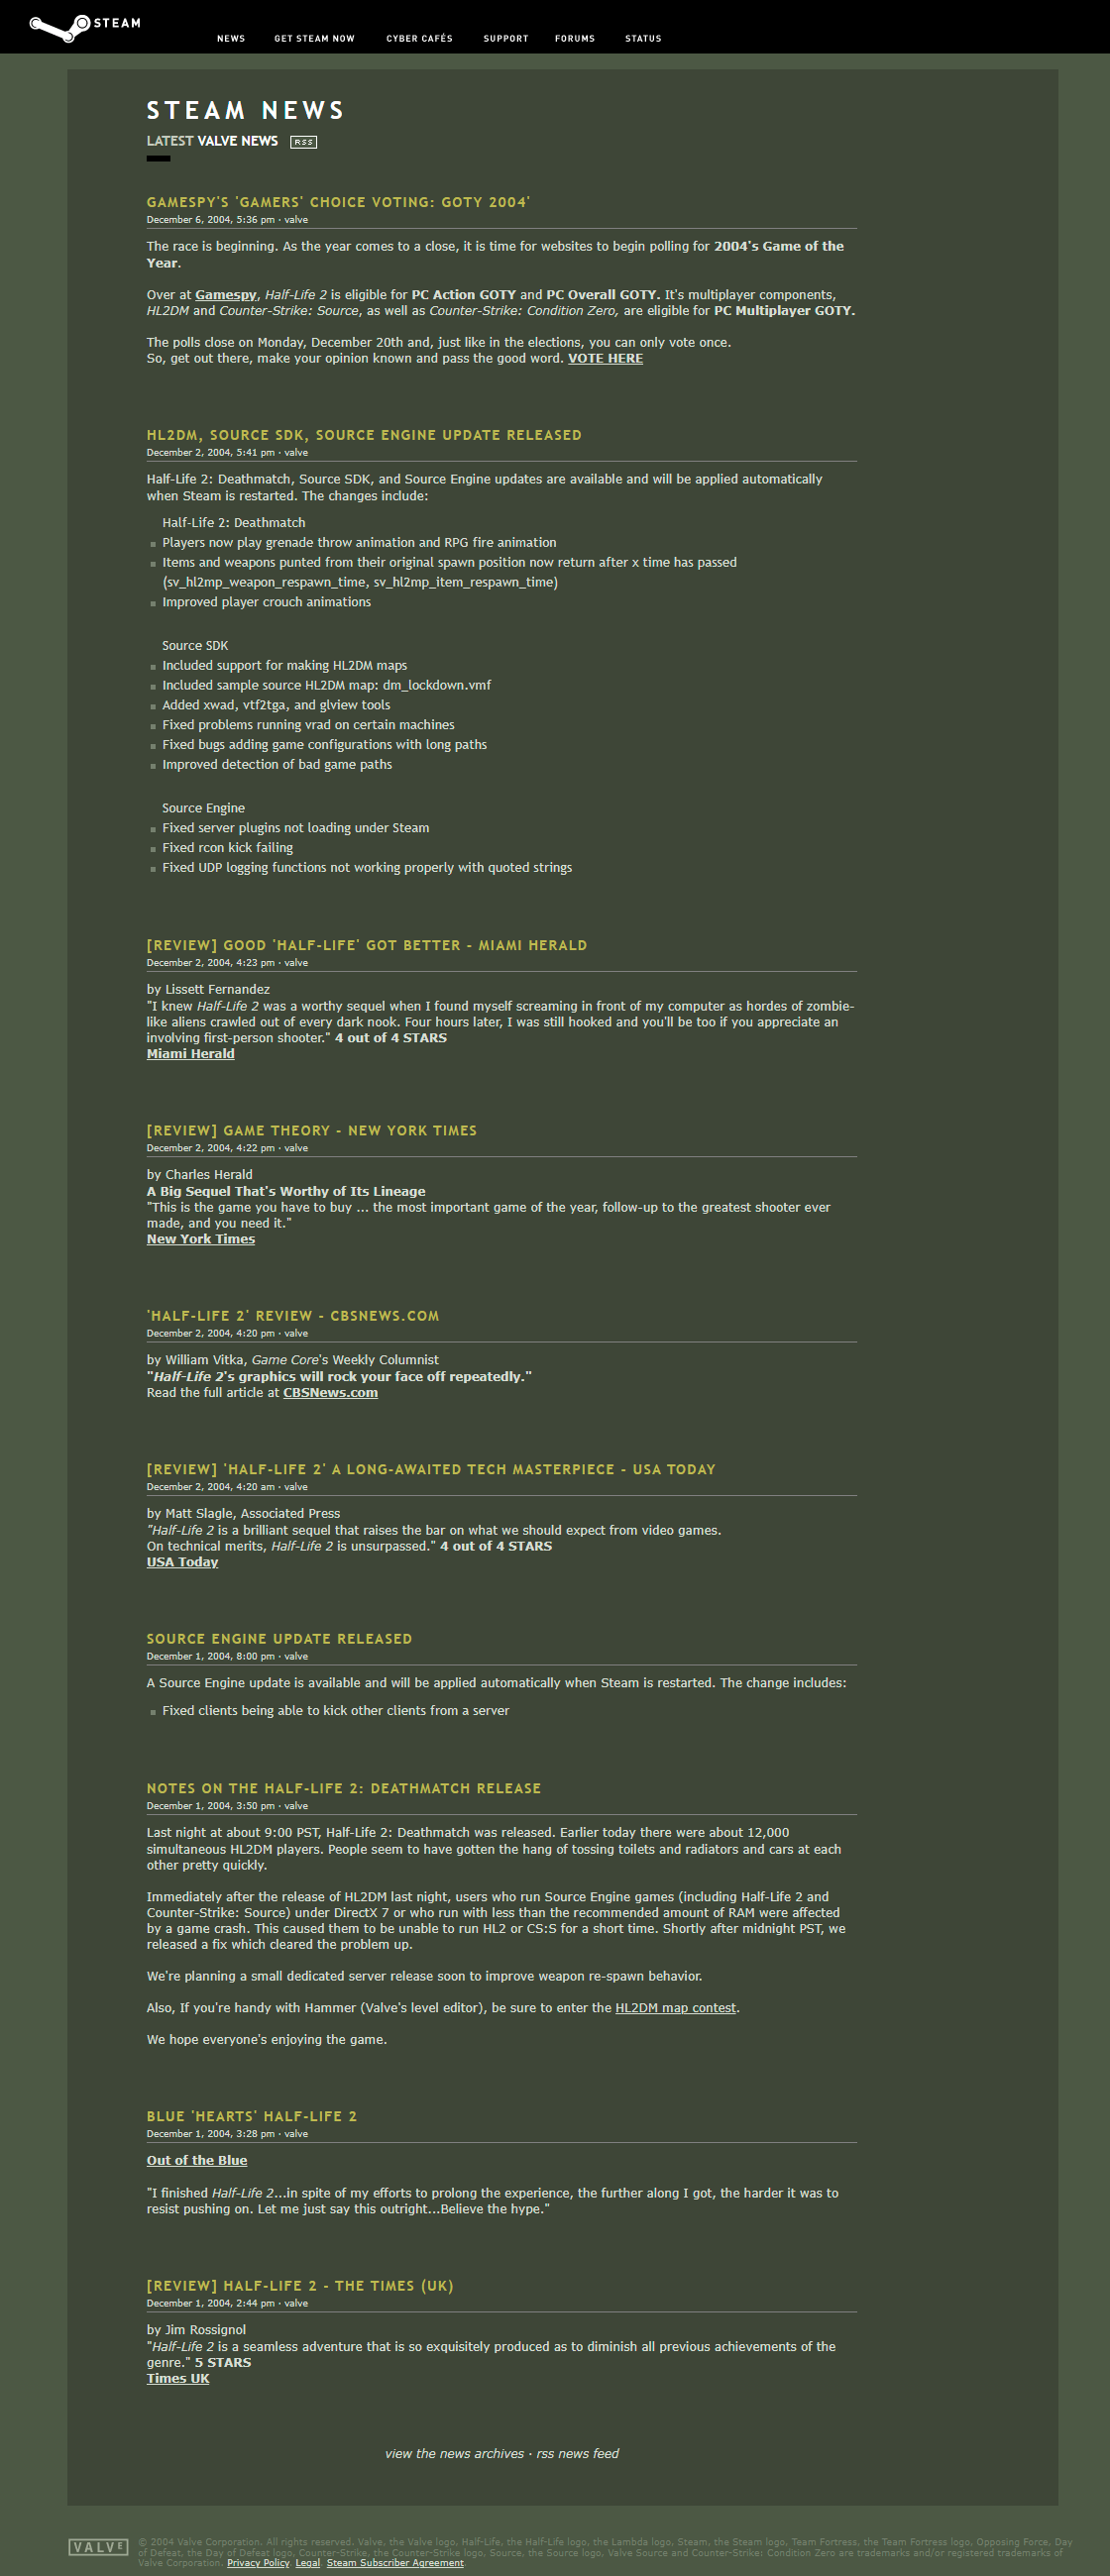 STEAM
NEWS GET STEAM NOW CYBER CAFÉS SUPPORT FORUMS STATUS
STEAM NEWS
LATEST VALVE NEWS RSS
GAMESPY'S 'GAMERS' CHOICE VOTING: GOTY 2004'
December 6, 2004, 5:36 pm · valve
The race is beginning. As the year comes to a close, it is time for websites to begin polling for 2004's Game of the
Year.
Over at Gamespy, Half-Life 2 is eligible for PC Action GOTY and PC Overall GOTY. It's multiplayer components,
HL2DM and Counter-Strike: Source, as well as Counter-Strike: Condition Zero, are eligible for PC Multiplayer GOTY.
The polls close on Monday, December 20th and, just like in the elections, you can only vote once.
So, get out there, make your opinion known and pass the good word. VOTE HERE
HL2DM, SOURCE SDK, SOURCE ENGINE UPDATE RELEASED
December 2, 2004, 5:41 pm · valve
Half-Life 2: Deathmatch, Source SDK, and Source Engine updates are available and will be applied automatically
when Steam is restarted. The changes include:
Half-Life 2: Deathmatch
Players now play grenade throw animation and RPG fire animation
Items and weapons punted from their original spawn position now return after x time has passed
(sv_hl2mp_weapon_respawn_time, sv_hl2mp_item_respawn_time)
Improved player crouch animations
Source SDK
Included support for making HL2DM maps
Included sample source HL2DM map: dm_lockdown.vmf
Added xwad, vtf2tga, and glview tools
Fixed problems running vrad on certain machines
Fixed bugs adding game configurations with long paths
Improved detection of bad game paths
Source Engine
Fixed server plugins not loading under Steam
Fixed rcon kick failing
Fixed UDP logging functions not working properly with quoted strings
[REVIEW] GOOD 'HALF-LIFE' GOT BETTER - MIAMI HERALD
December 2, 2004, 4:23 pm · valve
by Lissett Fernandez
"I knew Half-Life 2 was a worthy sequel when I found myself screaming in front of my computer as hordes of zombie-
like aliens crawled out of every dark nook. Four hours later, I was still hooked and you'll be too if you appreciate an
involving first-person shooter." 4 out of 4 STARS
Miami Herald
[REVIEW] GAME THEORY - NEW YORK TIMES
December 2, 2004, 4:22 pm · valve
by Charles Herald
A Big Sequel That's Worthy of Its Lineage
"This is the game you have to buy ... the most important game of the year, follow-up to the greatest shooter ever
made, and you need it."
New York Times
'HALF-LIFE 2' REVIEW - CBSNEWS.COM
December 2, 2004, 4:20 pm · valve
by William Vitka, Game Core's Weekly Columnist
"Half-Life 2's graphics will rock your face off repeatedly."
Read the full article at CBSNews.com
[REVIEW] 'HALF-LIFE 2' A LONG-AWAITED TECH MASTERPIECE - USA TODAY
December 2, 2004, 4:20 am · valve
by Matt Slagle, Associated Press
"Half-Life 2 is a brilliant sequel that raises the bar on what we should expect from video games.
On technical merits, Half-Life 2 is unsurpassed." 4 out of 4 STARS
USA Today
SOURCE ENGINE UPDATE RELEASED
December 1, 2004, 8:00 pm · valve
A Source Engine update is available and will be applied automatically when Steam is restarted. The change includes:
Fixed clients being able to kick other clients from a server
NOTES ON THE HALF-LIFE 2: DEATHMATCH RELEASE
December 1, 2004, 3:50 pm · valve
Last night at about 9:00 PST, Half-Life 2: Deathmatch was released. Earlier today there were about 12,000
simultaneous HL2DM players. People seem to have gotten the hang of tossing toilets and radiators and cars at each
other pretty quickly.
Immediately after the release of HL2DM last night, users who run Source Engine games (including Half-Life 2 and
Counter-Strike: Source) under DirectX 7 or who run with less than the recommended amount of RAM were affected
by a game crash. This caused them to be unable to run HL2 or CS:S for a short time. Shortly after midnight PST, we
released a fix which cleared the problem up.
We're planning a small dedicated server release soon to improve weapon re-spawn behavior.
Also, If you're handy with Hammer (Valve's level editor), be sure to enter the HL2DM map contest.
We hope everyone's enjoying the game.
BLUE 'HEARTS' HALF-LIFE 2
December 1, 2004, 3:28 pm · valve
Out of the Blue
"I finished Half-Life 2...in spite of my efforts to prolong the experience, the further along I got, the harder it was to
resist pushing on. Let me just say this outright...Believe the hype."
[REVIEW] HALF-LIFE 2 - THE TIMES (UK)
December 1, 2004, 2:44 pm · valve
by Jim Rossignol
"Half-Life 2 is a seamless adventure that is so exquisitely produced as to diminish all previous achievements of the
genre." 5 STARS
Times UK
view the news archives · rss news feed
VALVE
© 2004 Valve Corporation. All rights reserved. Valve, the Valve logo, Half-Life, the Half-Life logo, the Lambda logo, Steam, the Steam logo, Team Fortress, the Team Fortress logo, Opposing Force, Day
of Defeat, the Day of Defeat logo, Counter-Strike, the Counter-Strike logo, Source, the Source logo, Valve Source and Counter-Strike: Condition Zero are trademarks and/or registered trademarks of
Valve Corporation. Privacy Policy. Legal. Steam Subscriber Agreement.